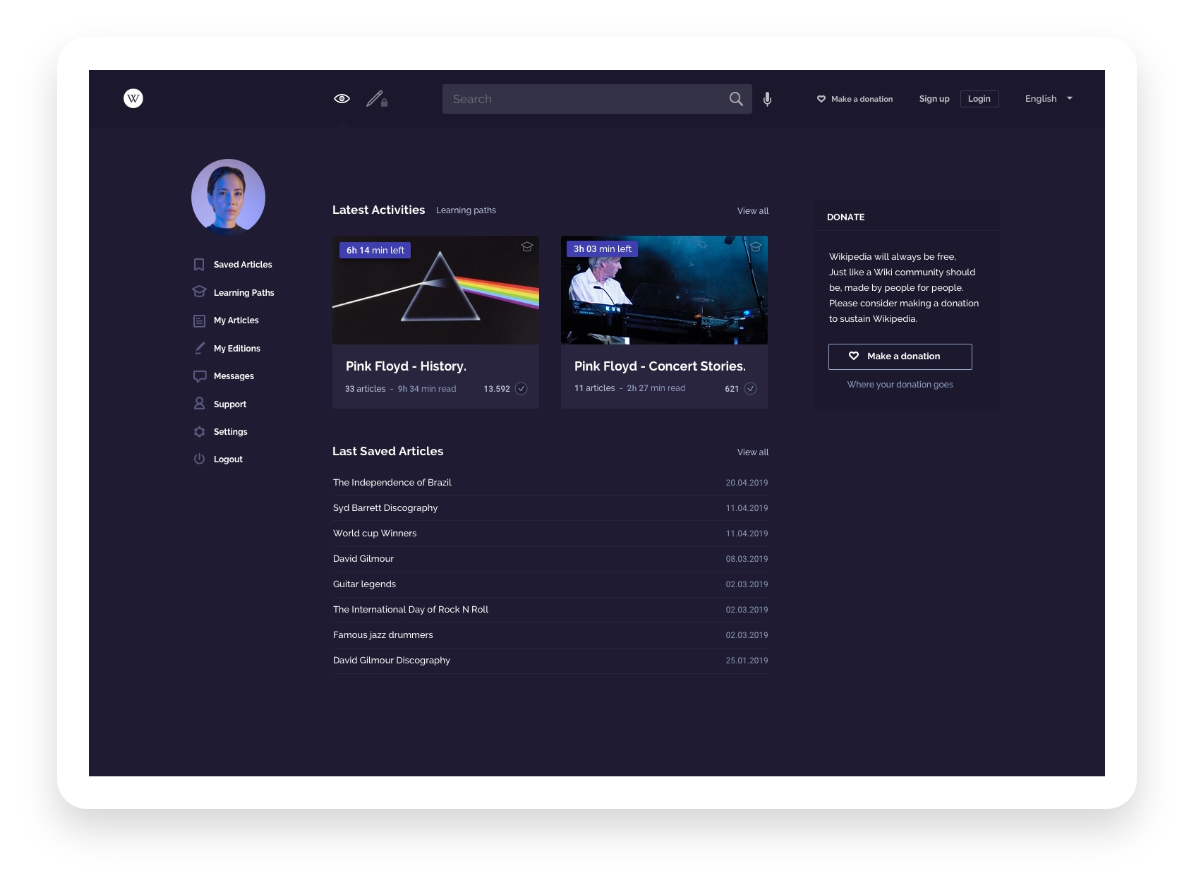 W
Search
Make a donation
Sign up
Login
English
Saved Articles
Learning Paths
My Articles
My Editions
Messages
Support
Settings
Logout
Latest Activities Learning paths View all
6h 14 min left
Pink Floyd - History.
33 articles - 9h 34 min read 13.592
3h 03 min left
Pink Floyd - Concert Stories.
11 articles - 2h 27 min read 621
Last Saved Articles View all
The Independence of Brazil 20.04.2019
Syd Barrett Discography 11.04.2019
World cup Winners 11.04.2019
David Gilmour 08.03.2019
Guitar legends 02.03.2019
The International Day of Rock N Roll 02.03.2019
Famous jazz drummers 02.03.2019
David Gilmour Discography 25.01.2019
DONATE
Wikipedia will always be free,
Just like a Wiki community should
be, made by people for people.
Please consider making a donation
to sustain Wikipedia.
Make a donation
Where your donation goes